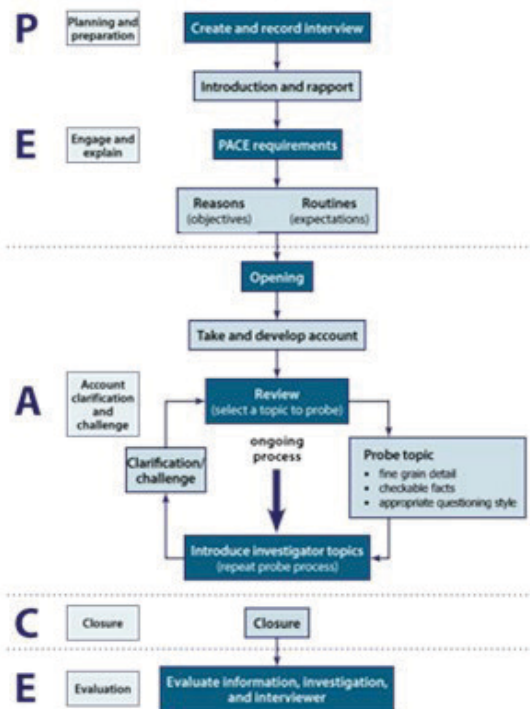 P
Planning and
preparation
Create and record interview
Introduction and rapport
E
Engage and
explain
PACE requirements
Reasons
(objectives)
Routines
(expectations)
Opening
Take and develop account
A
Account
clarification
and
challenge
Review
(select a topic to probe)
Clarification/
challenge
ongoing
process
Probe topic
• fine grain detail
• checkable facts
• appropriate questioning style
Introduce investigator topics
(repeat probe process)
C
Closure
Closure
E
Evaluation
Evaluate information, investigation,
and interviewer